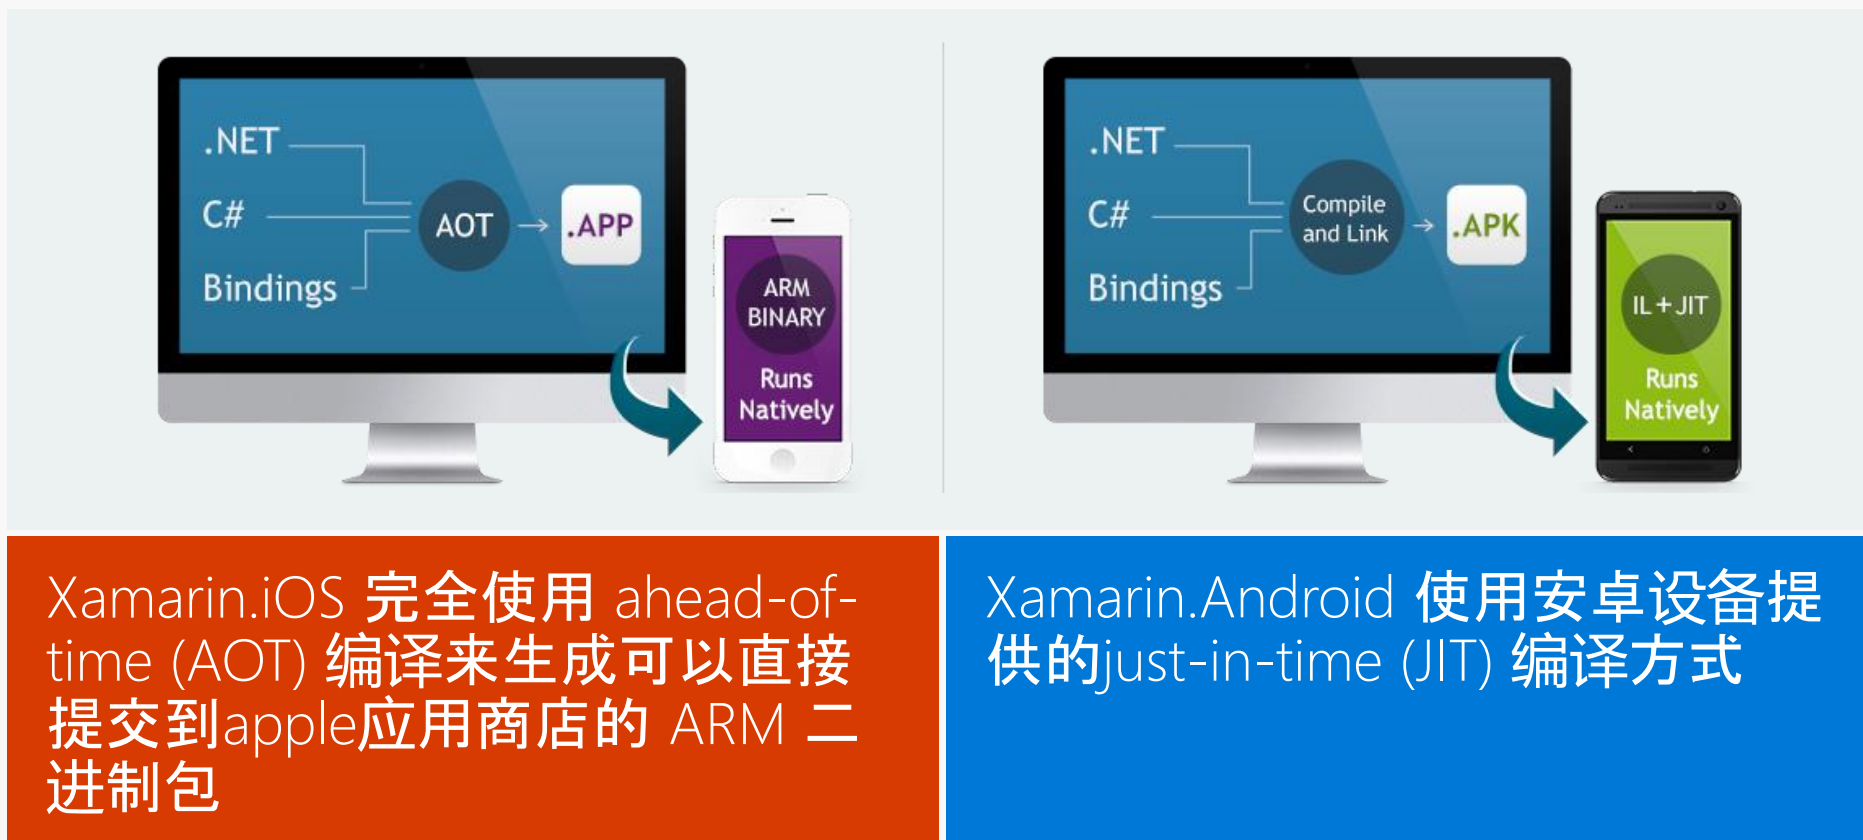 .NET
C#
Bindings
AOT
.APP
ARM
BINARY
Runs
Natively
.NET
C#
Bindings
Compile
and Link
.APK
IL+JIT
Runs
Natively
Xamarin.iOS 完全使用 ahead-of-
time (AOT) 编译来生成可以直接
提交到apple应用商店的 ARM 二
进制包
Xamarin.Android 使用安卓设备提
供的just-in-time (JIT) 编译方式